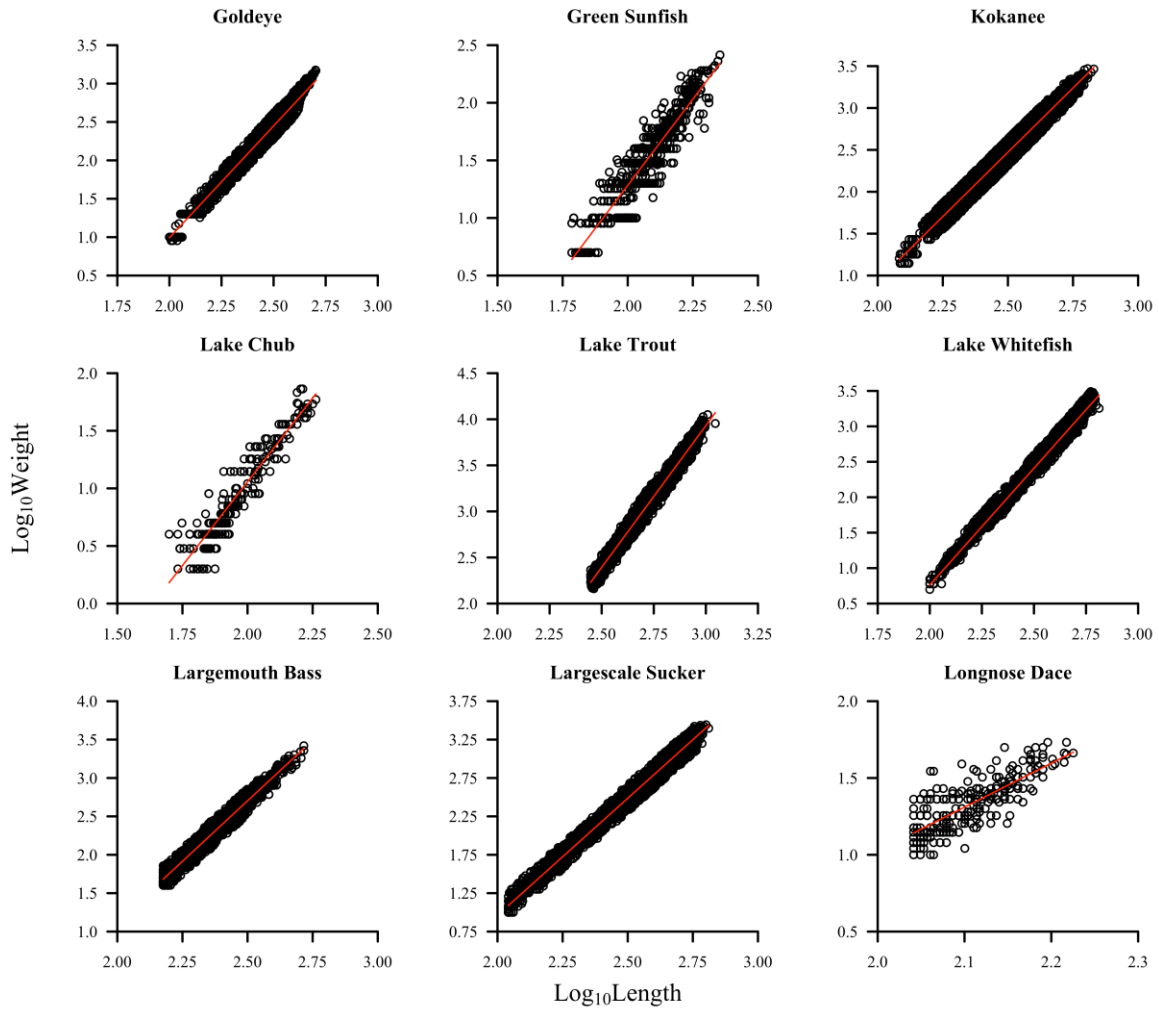 Goldeye Green Sunfish Kokanee
3.5 2.5 3.5
3.0 3.0
2.5 2.0 2.5
2.0
1.5 2.0
1.5
1.0 1.0 1.5
0.5 0.5 1.0
1.75 2.00 2.25 2.50 2.75 3.00 1.50 1.75 2.00 2.25 2.50 2.00 2.25 2.50 2.75 3.00
Lake Chub Lake Trout Lake Whitefish
2.0 4.5
4.0 3.5
1.5 3.0
3.5 2.5
1.0 3.0 2.0
0.5 2.5 1.5
1.0
0.0 2.0 0.5
1.50 1.75 2.00 2.25 2.50 2.00 2.25 2.50 2.75 3.00 3.25 1.75 2.00 2.25 2.50 2.75 3.00
Log10Weight
Largemouth Bass Largescale Sucker Longnose Dace
4.0 3.75 2.0
3.5 3.25
3.0 2.75 1.5
2.5
2.0 1.75 1.0
1.5 1.25
1.0 0.75 0.5
2.00 2.25 2.50 2.75 3.00 2.00 2.25 2.50 2.75 3.00 2.0 2.1 2.2 2.3
Log10Length